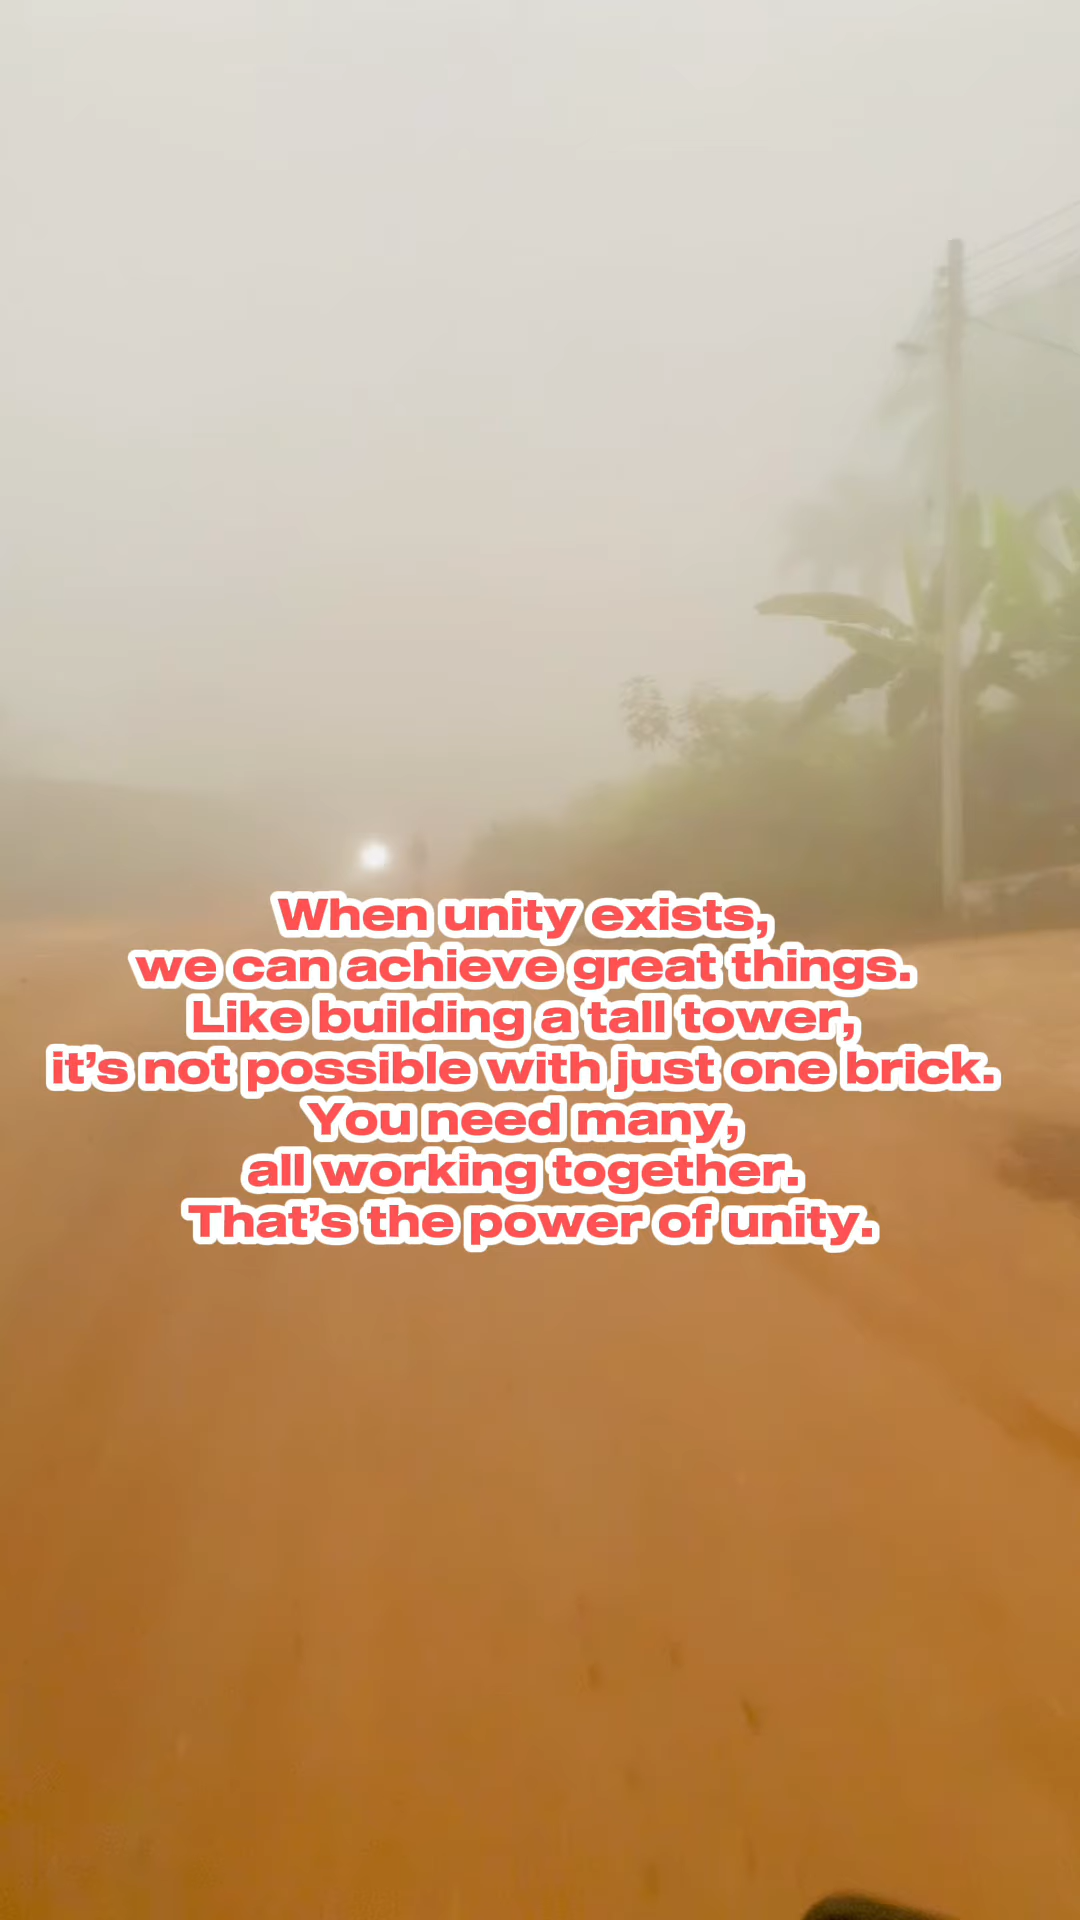 When unity exists,
we can achieve great things.
Like building a tall tower,
it’s not possible with just one brick.
You need many,
all working together.
That’s the power of unity.